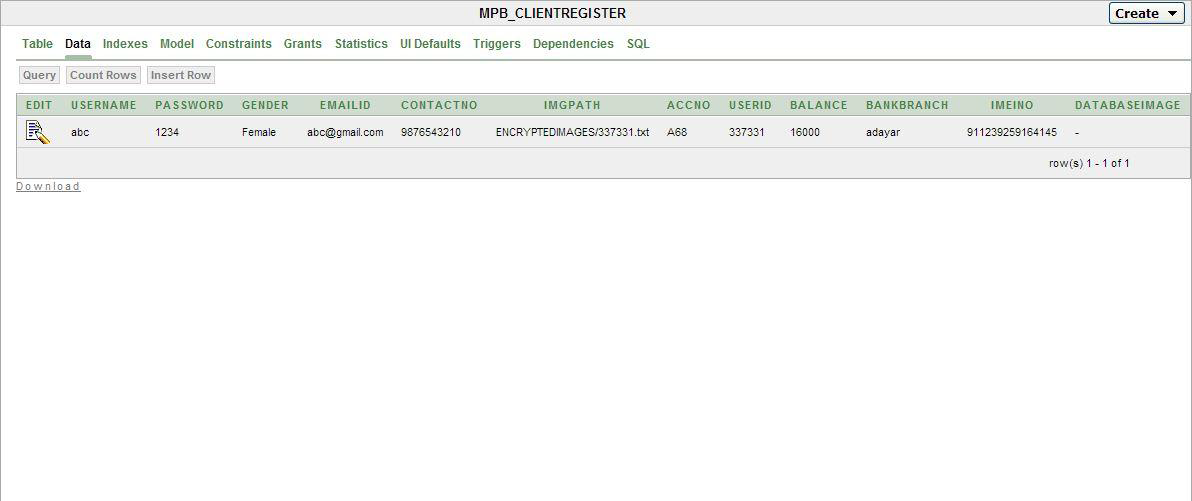 MPB_CLIENTREGISTER Create
Table Data Indexes Model Constraints Grants Statistics UI Defaults Triggers Dependencies SQL
Query Count Rows Insert Row
EDIT USERNAME PASSWORD GENDER EMAILID CONTACTNO IMGPATH ACCNO USERID BALANCE BANKBRANCH IMEINO DATABASEIMAGE
abc 1234 Female abc@gmail.com 9876543210 ENCRYPTEDIMAGES/337331.txt A68 337331 16000 adayar 911239259164145 -
row(s) 1 - 1 of 1
Download